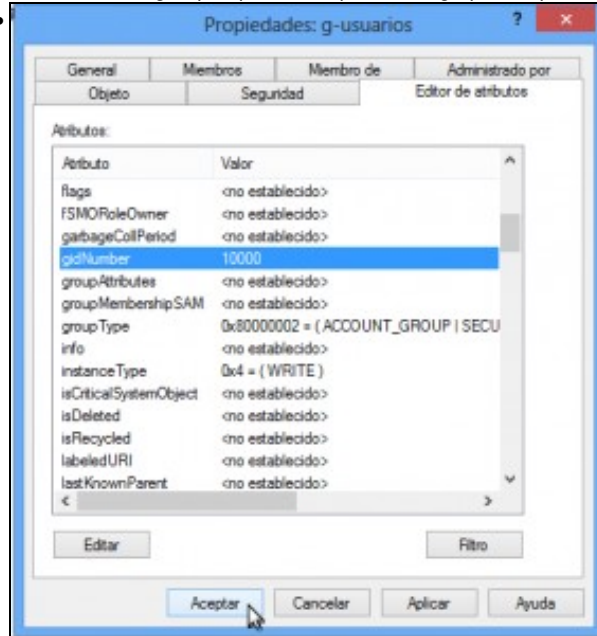 Propiedades: g-usuarios
?
General Miembros Miembro de Administrado por
Objeto Seguridad Editor de atributos
Atributos:
Atributo Valor
flags <no establecido>
fSMORoleOwner <no establecido>
garbageCollPeriod <no establecido>
gidNumber 10000
groupAttributes <no establecido>
groupMembershipSAM <no establecido>
groupType 0x80000002 = ( ACCOUNT_GROUP | SECU
info <no establecido>
instanceType 0x4 = ( WRITE )
isCriticalSystemObject <no establecido>
isDeleted <no establecido>
isRecycled <no establecido>
labeledURI <no establecido>
lastKnownParent <no establecido>
Editar Filtro
Aceptar Cancelar Aplicar Ayuda